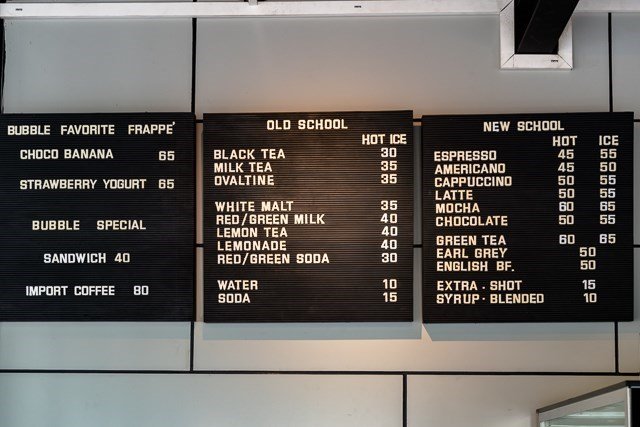 BUBBLE FAVORITE FRAPPE'
CHOCO BANANA 65
STRAWBERRY YOGURT 65
BUBBLE SPECIAL
SANDWICH 40
IMPORT COFFEE 80
OLD SCHOOL
HOT ICE
BLACK TEA 30
MILK TEA 35
OVALTINE 35
WHITE MALT 35
RED/GREEN MILK 40
LEMON TEA 40
LEMONADE 40
RED/GREEN SODA 30
WATER 10
SODA 15
NEW SCHOOL
HOT ICE
ESPRESSO 45 55
AMERICANO 45 50
CAPPUCCINO 50 55
LATTE 50 55
MOCHA 60 65
CHOCOLATE 50 55
GREEN TEA 60 65
EARL GREY 50
ENGLISH BF. 50
EXTRA · SHOT 15
SYRUP · BLENDED 10